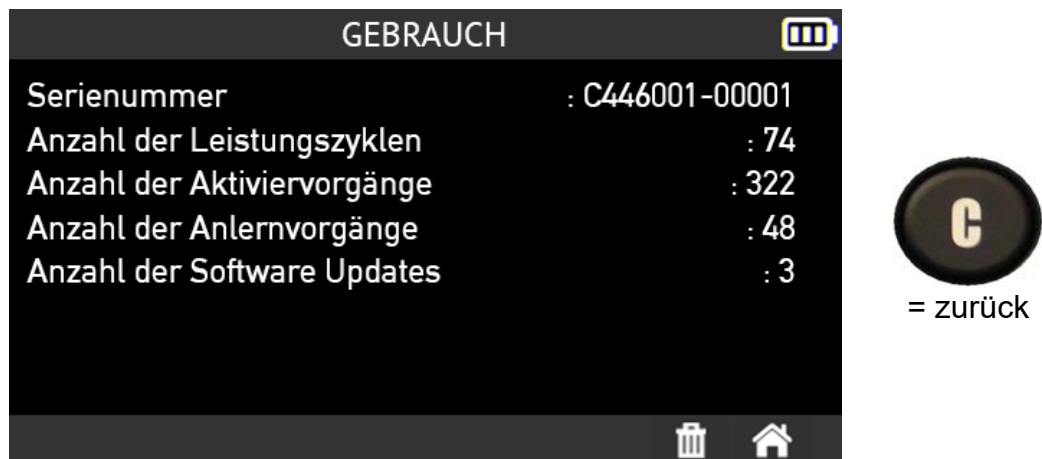 GEBRAUCH
Serienummer : C446001-00001
Anzahl der Leistungszyklen : 74
Anzahl der Aktiviervorgänge : 322
Anzahl der Anlernvorgänge : 48
Anzahl der Software Updates : 3
C
= zurück